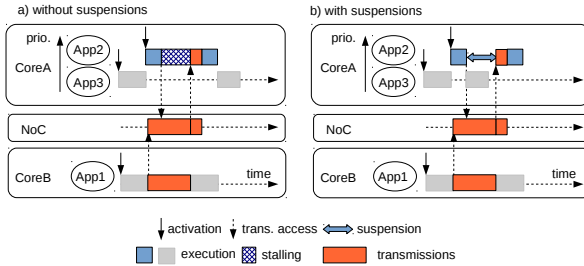 a) without suspensions
prio.
App2
CoreA
App3
NoC
CoreB
App1
time
b) with suspensions
prio.
App2
CoreA
App3
NoC
CoreB
App1
time
activation
trans. access
suspension
execution
stalling
transmissions